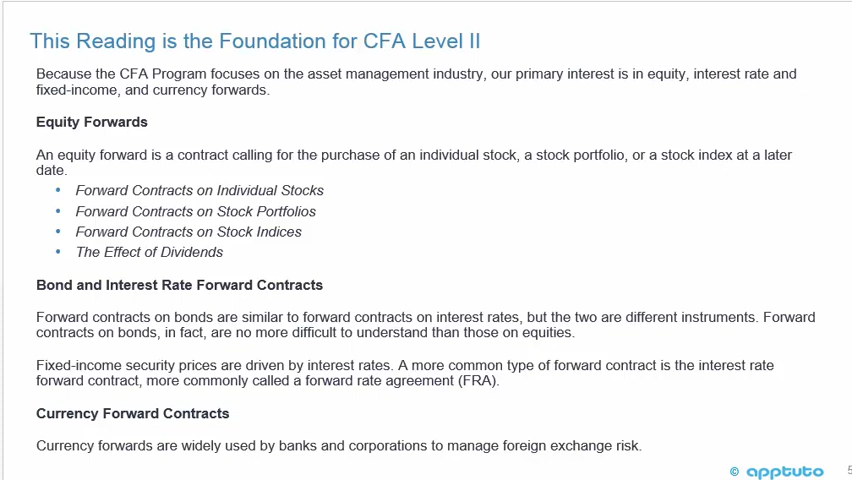 This Reading is the Foundation for CFA Level II
Because the CFA Program focuses on the asset management industry, our primary interest is in equity, interest rate and
fixed-income, and currency forwards.
Equity Forwards
An equity forward is a contract calling for the purchase of an individual stock, a stock portfolio, or a stock index at a later
date.
• Forward Contracts on Individual Stocks
• Forward Contracts on Stock Portfolios
• Forward Contracts on Stock Indices
• The Effect of Dividends
Bond and Interest Rate Forward Contracts
Forward contracts on bonds are similar to forward contracts on interest rates, but the two are different instruments. Forward
contracts on bonds, in fact, are no more difficult to understand than those on equities.
Fixed-income security prices are driven by interest rates. A more common type of forward contract is the interest rate
forward contract, more commonly called a forward rate agreement (FRA).
Currency Forward Contracts
Currency forwards are widely used by banks and corporations to manage foreign exchange risk.
© apptuto
5